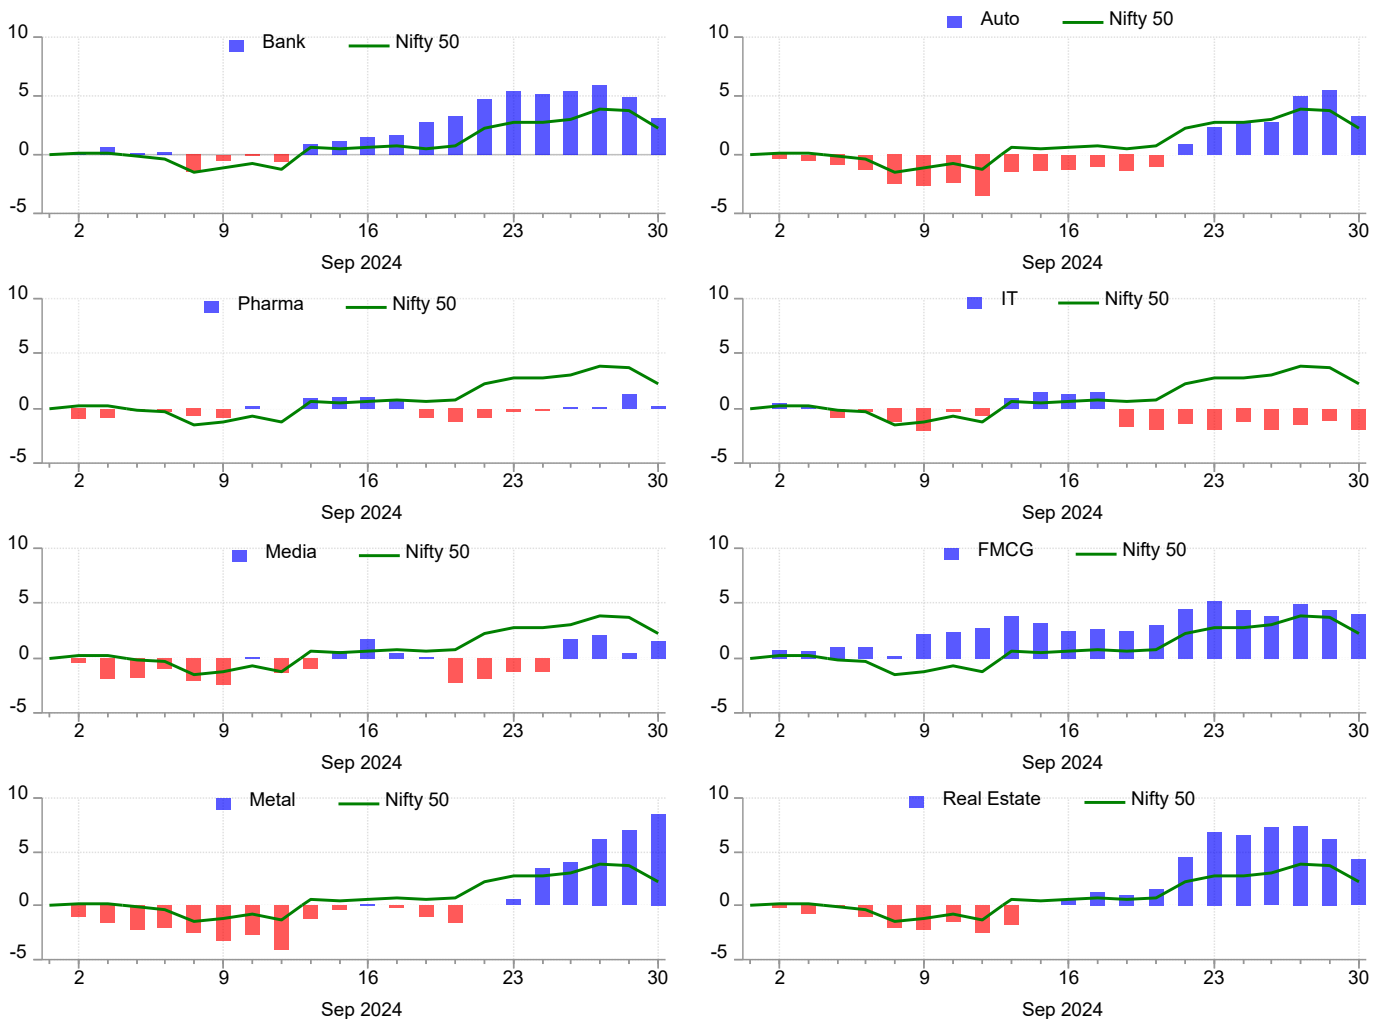 Bank Nifty 50
10
5
0
-5
2 9 16 23 30
Sep 2024
Auto Nifty 50
10
5
0
-5
2 9 16 23 30
Sep 2024
Pharma Nifty 50
10
5
0
-5
2 9 16 23 30
Sep 2024
IT Nifty 50
10
5
0
-5
2 9 16 23 30
Sep 2024
Media Nifty 50
10
5
0
-5
2 9 16 23 30
Sep 2024
FMCG Nifty 50
10
5
0
-5
2 9 16 23 30
Sep 2024
Metal Nifty 50
10
5
0
-5
2 9 16 23 30
Sep 2024
Real Estate Nifty 50
10
5
0
-5
2 9 16 23 30
Sep 2024